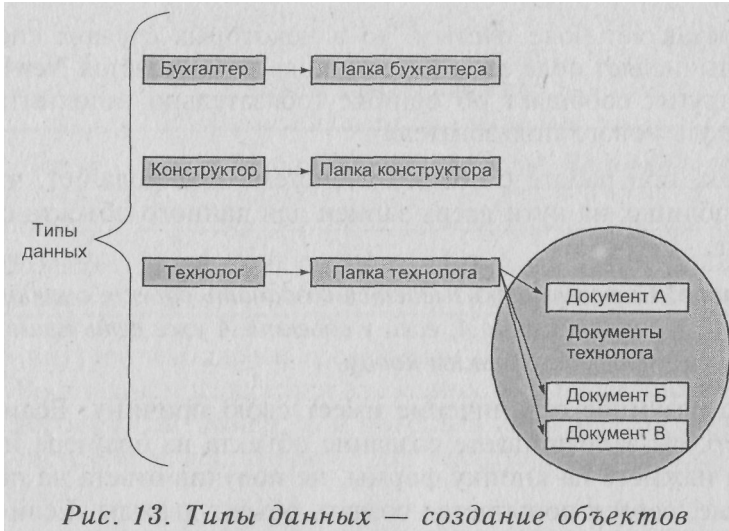 Бухгалтер
Папка бухгалтера
Конструктор
Папка конструктора
Типы
данных
Технолог
Папка технолога
Документ А
Документы
технолога
Документ Б
Документ В
Рис. 13. Типы данных — создание объектов